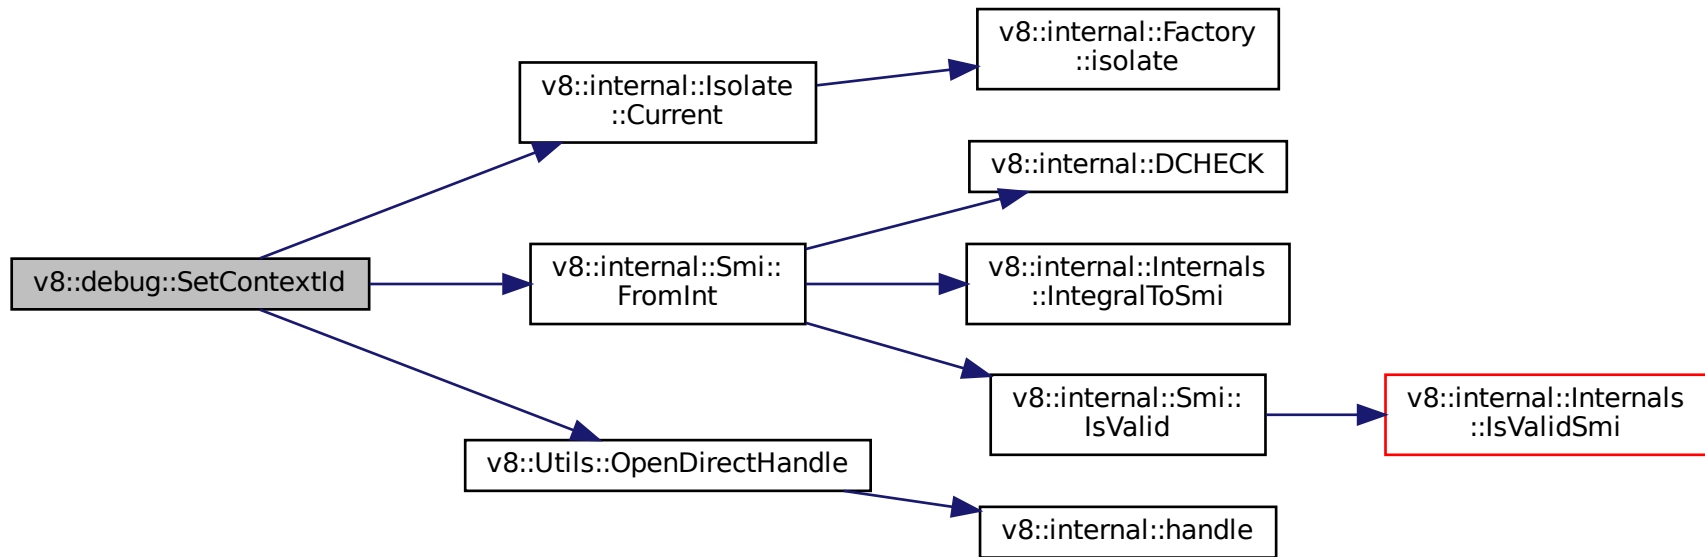 v8::debug::SetContextId
v8::internal::Isolate
::Current
v8::internal::Factory
::isolate
v8::internal::Smi::
FromInt
v8::internal::DCHECK
v8::internal::Internals
::IntegralToSmi
v8::internal::Smi::
IsValid
v8::internal::Internals
::IsValidSmi
v8::Utils::OpenDirectHandle
v8::internal::handle